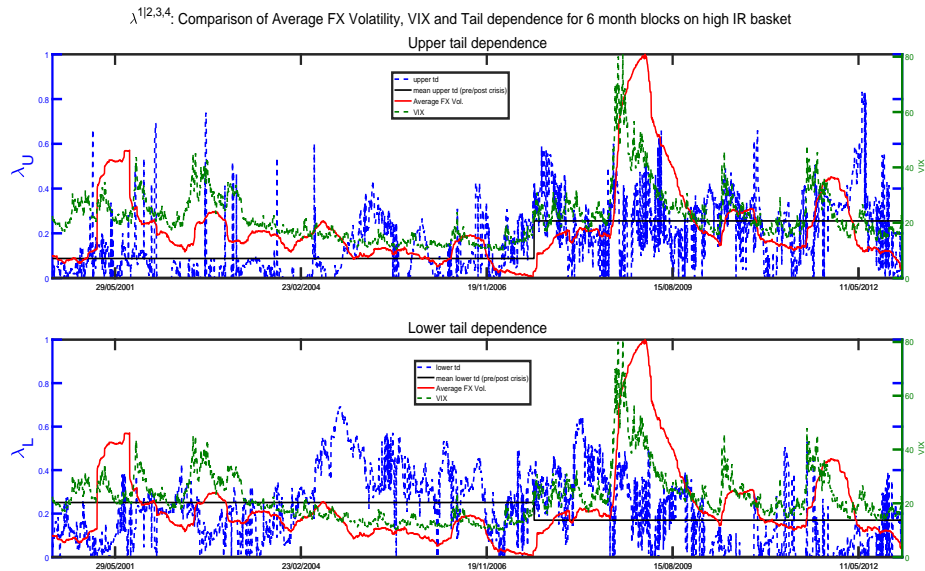 λ1|2,3,4: Comparison of Average FX Volatility, VIX and Tail dependence for 6 month blocks on high IR basket
Upper tail dependence
1
0.8
0.6
0.4
0.2
0
λU
80
60
40
20
0
VIX
upper td
mean upper td (pre/post crisis)
Average FX Vol.
VIX
29/05/2001
23/02/2004
19/11/2006
15/08/2009
11/05/2012
Lower tail dependence
1
0.8
0.6
0.4
0.2
0
λL
80
60
40
20
0
VIX
lower td
mean lower td (pre/post crisis)
Average FX Vol.
VIX
29/05/2001
23/02/2004
19/11/2006
15/08/2009
11/05/2012